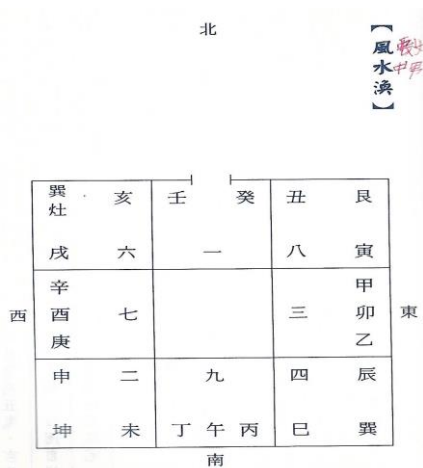 北
【風水渙】
巽灶 亥 壬 癸 丑 艮
戌 六 一 八 寅
西
辛酉庚 七 三 甲卯乙
東
申 二 九 四 辰
坤 未 丁 午 丙 巳 巽
南